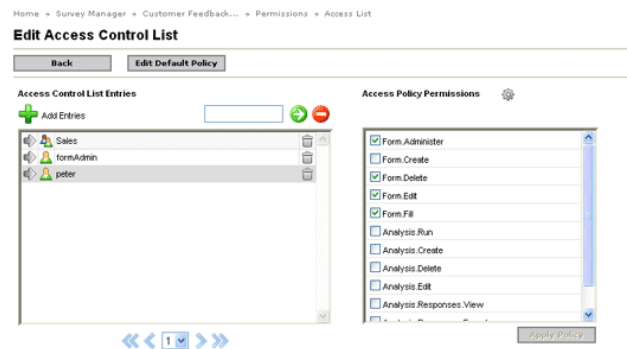 Home → Survey Manager → Customer Feedback... → Permissions → Access List
Edit Access Control List
Back
Edit Default Policy
Access Control List Entries
Add Entries
Sales
formAdmin
peter
1
Access Policy Permissions
Form.Administer
Form.Create
Form.Delete
Form.Edit
Form.Fill
Analysis.Run
Analysis.Create
Analysis.Delete
Analysis.Edit
Analysis.Responses.View
Apply Policy